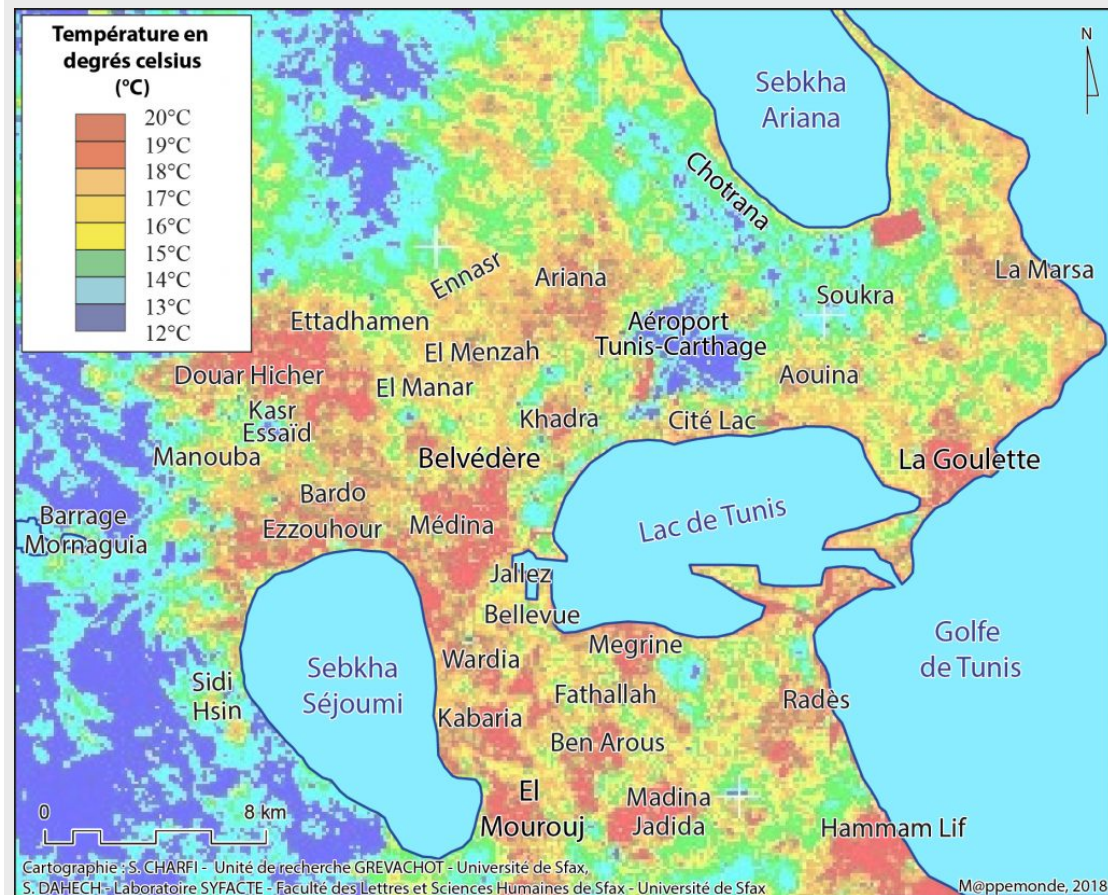 Température en
degrés celsius
(°C)
20°C
19°C
18°C
17°C
16°C
15°C
14°C
13°C
12°C
N
Sebkha
Ariana
Chotrana
La Marsa
Ennasr
Ariana
Soukra
Ettadhamen
Aéroport
Tunis-Carthage
El Menzah
Aouina
Douar Hicher
El Manar
Kasr
Essaïd
Khadra
Cité Lac
Manouba
Belvédère
La Goulette
Bardo
Barrage
Mornaguia
Ezzouhour
Médina
Lac de Tunis
Jallez
Bellevue
Golfe
de Tunis
Megrine
Wardia
Sebkha
Séjoumi
Sidi
Hsin
Fathallah
Radès
Kabaria
Ben Arous
El
Mourouj
Madina
Jadida
0 8 km
Hammam Lif
Cartographie : S. CHARFI - Unité de recherche GREVACHOT - Université de Sfax,
S. DAHECH - Laboratoire SYFACTE - Faculté des Lettres et Sciences Humaines de Sfax - Université de Sfax
M@ppemonde, 2018